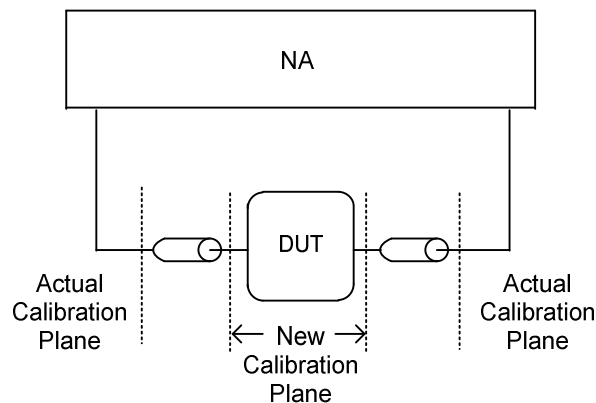 NA
DUT
Actual
Calibration
Plane
New
Calibration
Plane
Actual
Calibration
Plane